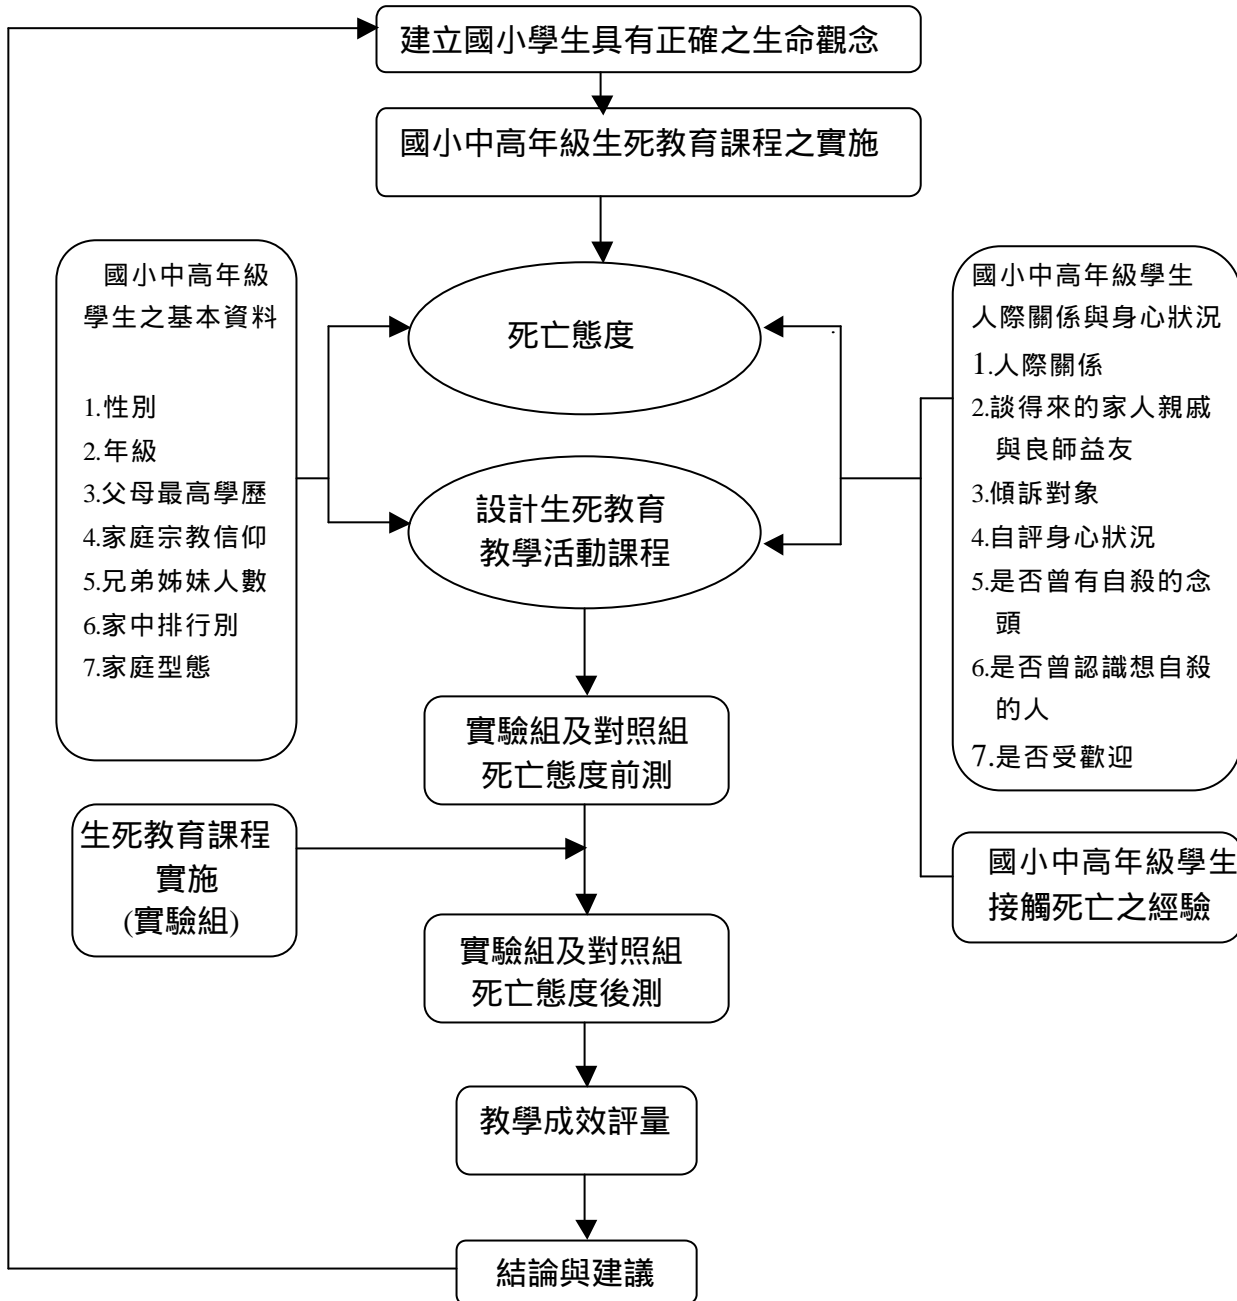 建立國小學生具有正確之生命觀念
國小中高年級生死教育課程之實施
死亡態度
國小中高年級
學生之基本資料
1.性別
2.年級
3.父母最高學歷
4.家庭宗教信仰
5.兄弟姊妹人數
6.家中排行別
7.家庭型態
國小中高年級學生
人際關係與身心狀況
1.人際關係
2.談得來的家人親戚
與良師益友
3.傾訴對象
4.自評身心狀況
5.是否曾有自殺的念
頭
6.是否曾認識想自殺
的人
7.是否受歡迎
設計生死教育
教學活動課程
實驗組及對照組
死亡態度前測
生死教育課程
實施
(實驗組)
國小中高年級學生
接觸死亡之經驗
實驗組及對照組
死亡態度後測
教學成效評量
結論與建議